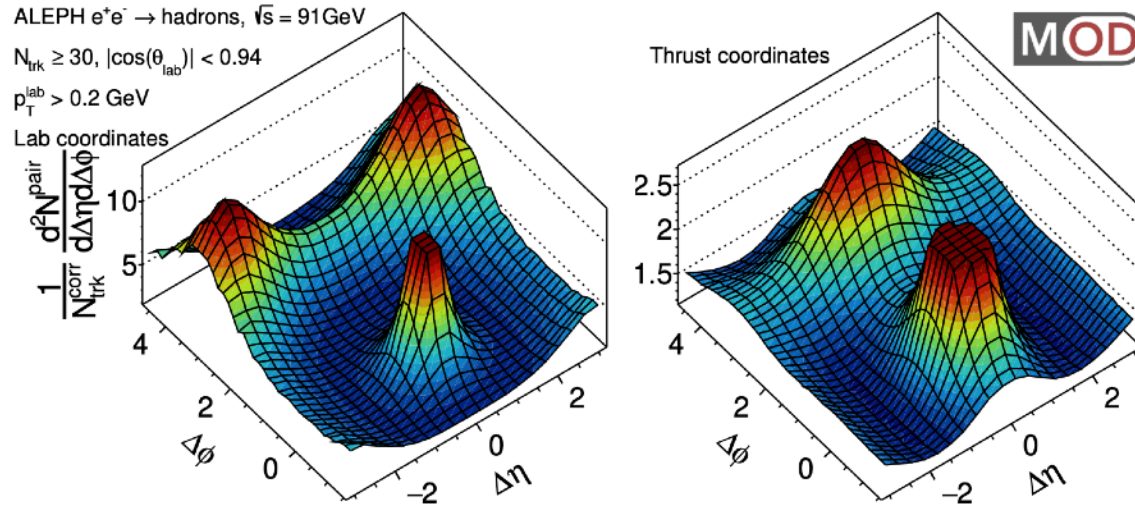 ALEPH e⁺e⁻ → hadrons, √s = 91GeV
N_trk ≥ 30, |cos(θ_lab)| < 0.94
p_T^lab > 0.2 GeV
Lab coordinates
1/N_trk^corr d²N^pair/dΔηdΔϕ
10
5
4
2
0
Δϕ
−2
0
2
Δη
Thrust coordinates
MOD
2.5
2
1.5
4
2
0
Δϕ
−2
0
2
Δη